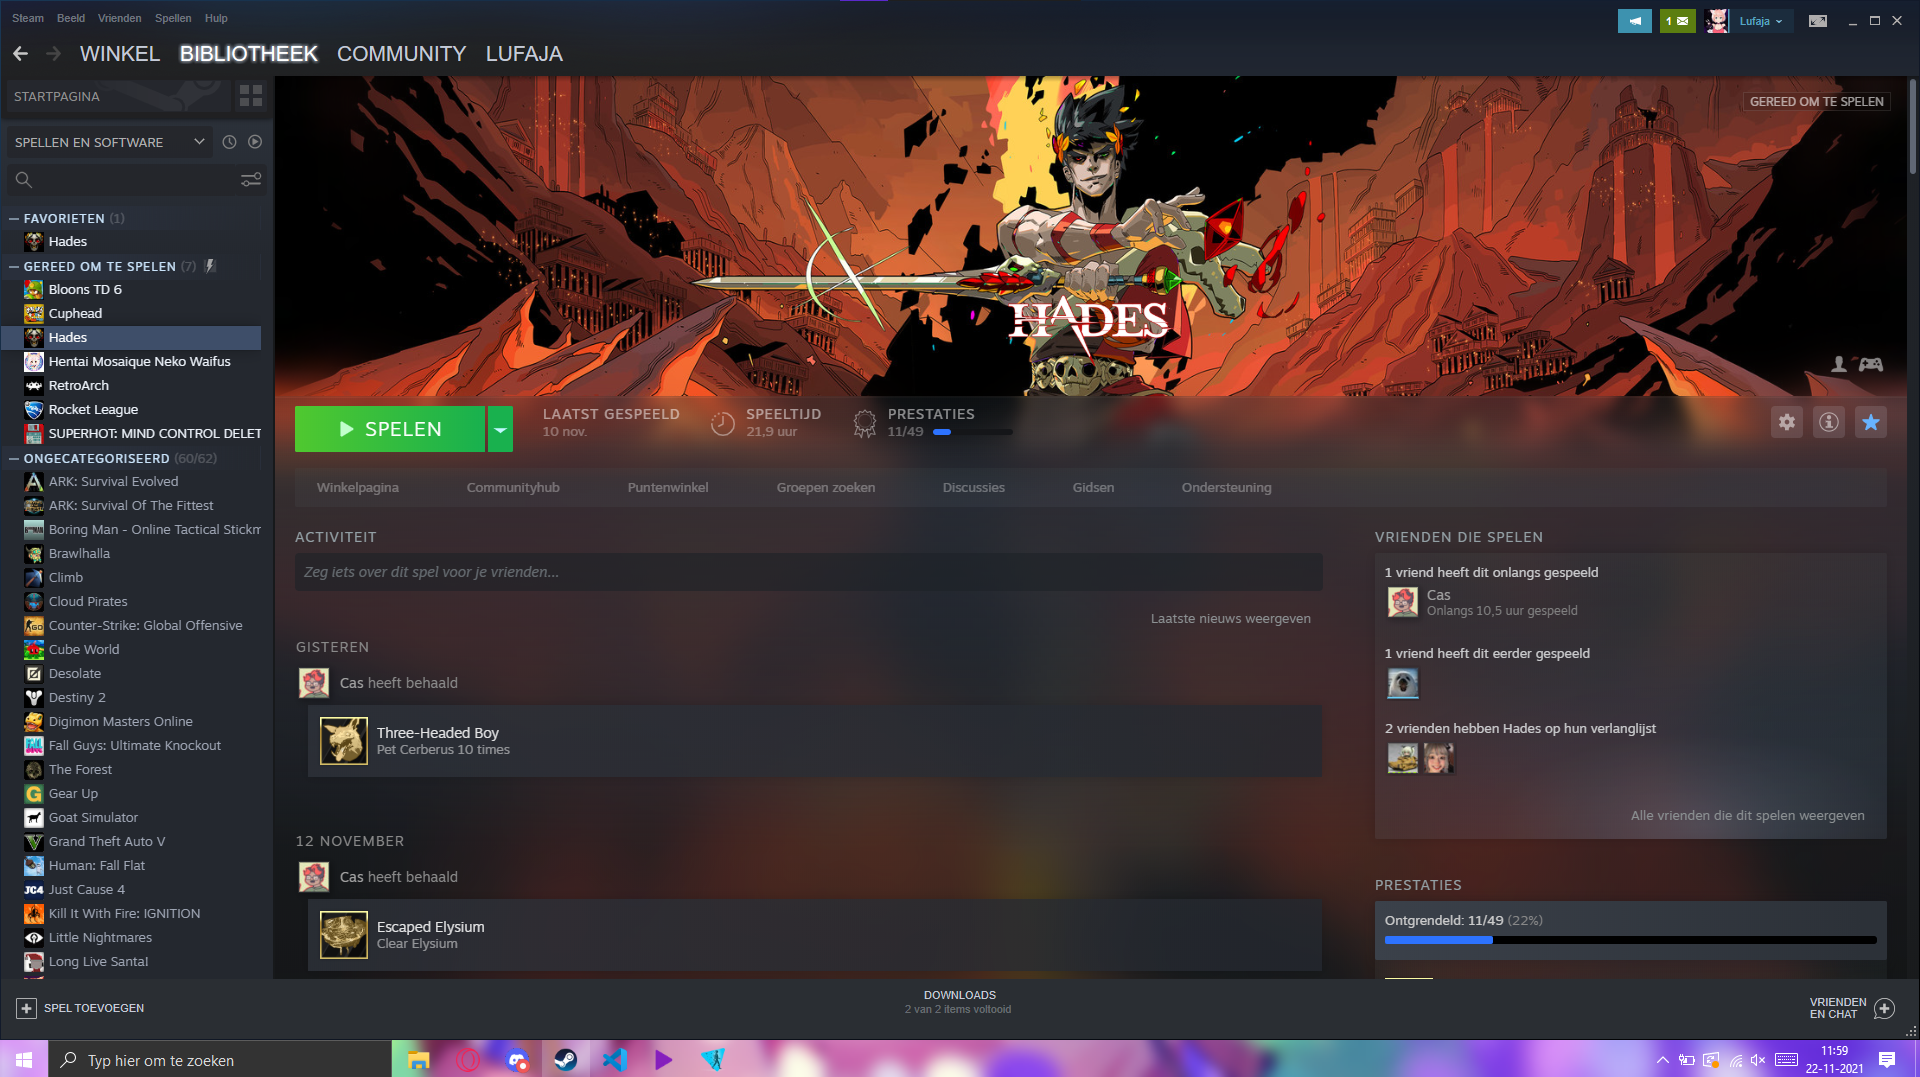 Steam Beeld Vrienden Spellen Hulp
1
Lufaja
WINKEL BIBLIOTHEEK COMMUNITY LUFAJA
STARTPAGINA
SPELLEN EN SOFTWARE
FAVORIETEN (1)
Hades
GEREED OM TE SPELEN (7)
Bloons TD 6
Cuphead
Hades
Hentai Mosaique Neko Waifus
RetroArch
Rocket League
SUPERHOT: MIND CONTROL DELET
ONGECATEGORISEERD (60/62)
ARK: Survival Evolved
ARK: Survival Of The Fittest
Boring Man - Online Tactical Stickm
Brawlhalla
Climb
Cloud Pirates
Counter-Strike: Global Offensive
Cube World
Desolate
Destiny 2
Digimon Masters Online
Fall Guys: Ultimate Knockout
The Forest
Gear Up
Goat Simulator
Grand Theft Auto V
Human: Fall Flat
JC4 Just Cause 4
Kill It With Fire: IGNITION
Little Nightmares
Long Live Santa!
GEREED OM TE SPELEN
HADES
SPELEN
LAATST GESPEELD
10 nov.
SPEELTIJD
21,9 uur
PRESTATIES
11/49
Winkelpagina Communityhub Puntenwinkel Groepen zoeken Discussies Gidsen Ondersteuning
ACTIVITEIT
Zeg iets over dit spel voor je vrienden...
Laatste nieuws weergeven
GISTEREN
Cas heeft behaald
Three-Headed Boy
Pet Cerberus 10 times
12 NOVEMBER
Cas heeft behaald
Escaped Elysium
Clear Elysium
VRIENDEN DIE SPELEN
1 vriend heeft dit onlangs gespeeld
Cas
Onlangs 10,5 uur gespeeld
1 vriend heeft dit eerder gespeeld
2 vrienden hebben Hades op hun verlanglijst
Alle vrienden die dit spelen weergeven
PRESTATIES
Ontgrendeld: 11/49 (22%)
SPEL TOEVOEGEN
DOWNLOADS
2 van 2 items voltooid
VRIENDEN
EN CHAT
Typ hier om te zoeken
11:59
22-11-2021